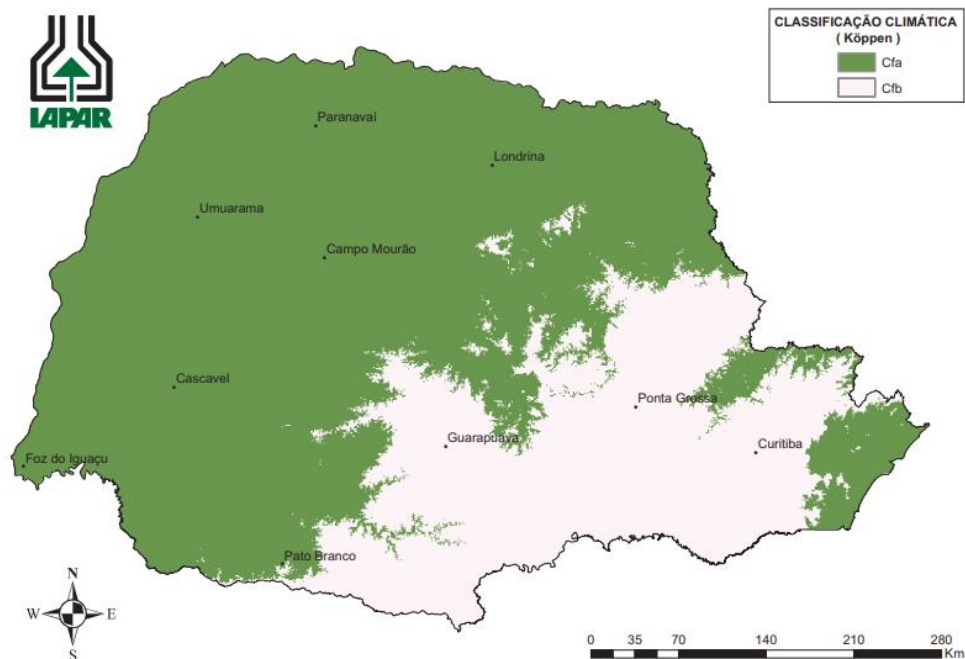 IAPAR
CLASSIFICAÇÃO CLIMÁTICA
( Köppen )
Cfa
Cfb
Paranavaí
Londrina
Umuarama
Campo Mourão
Cascavel
Ponta Grossa
Guarapuava
Curitiba
Foz do Iguaçu
Pato Branco
N
W E
S
0 35 70 140 210 280
Km